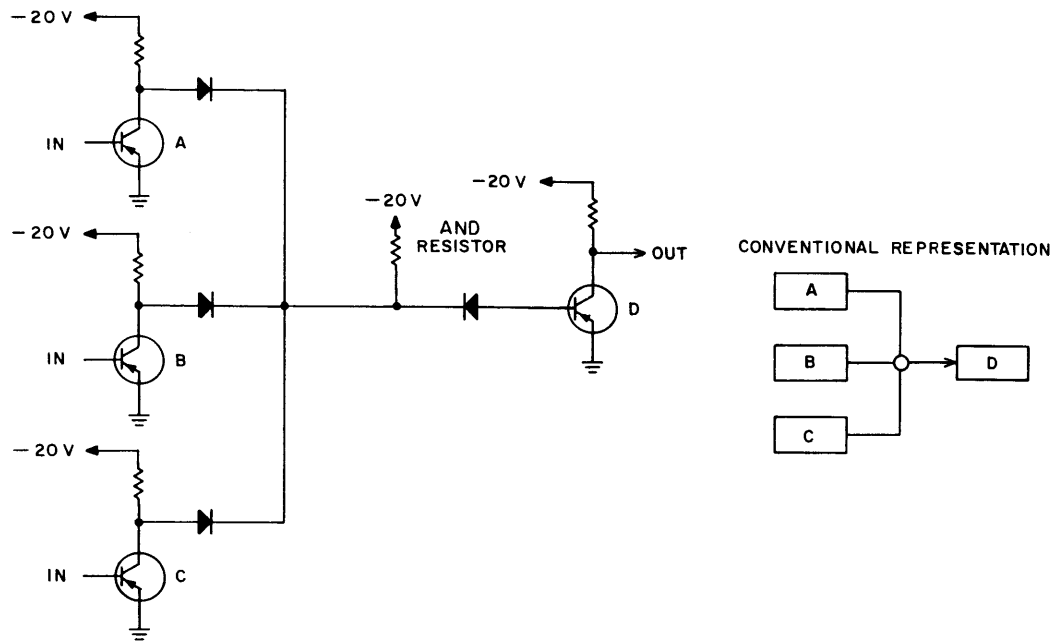 −20 V
A
IN
−20 V
B
IN
−20 V
C
IN
−20 V
AND
RESISTOR
−20 V
OUT
D
CONVENTIONAL REPRESENTATION
A
B
D
C